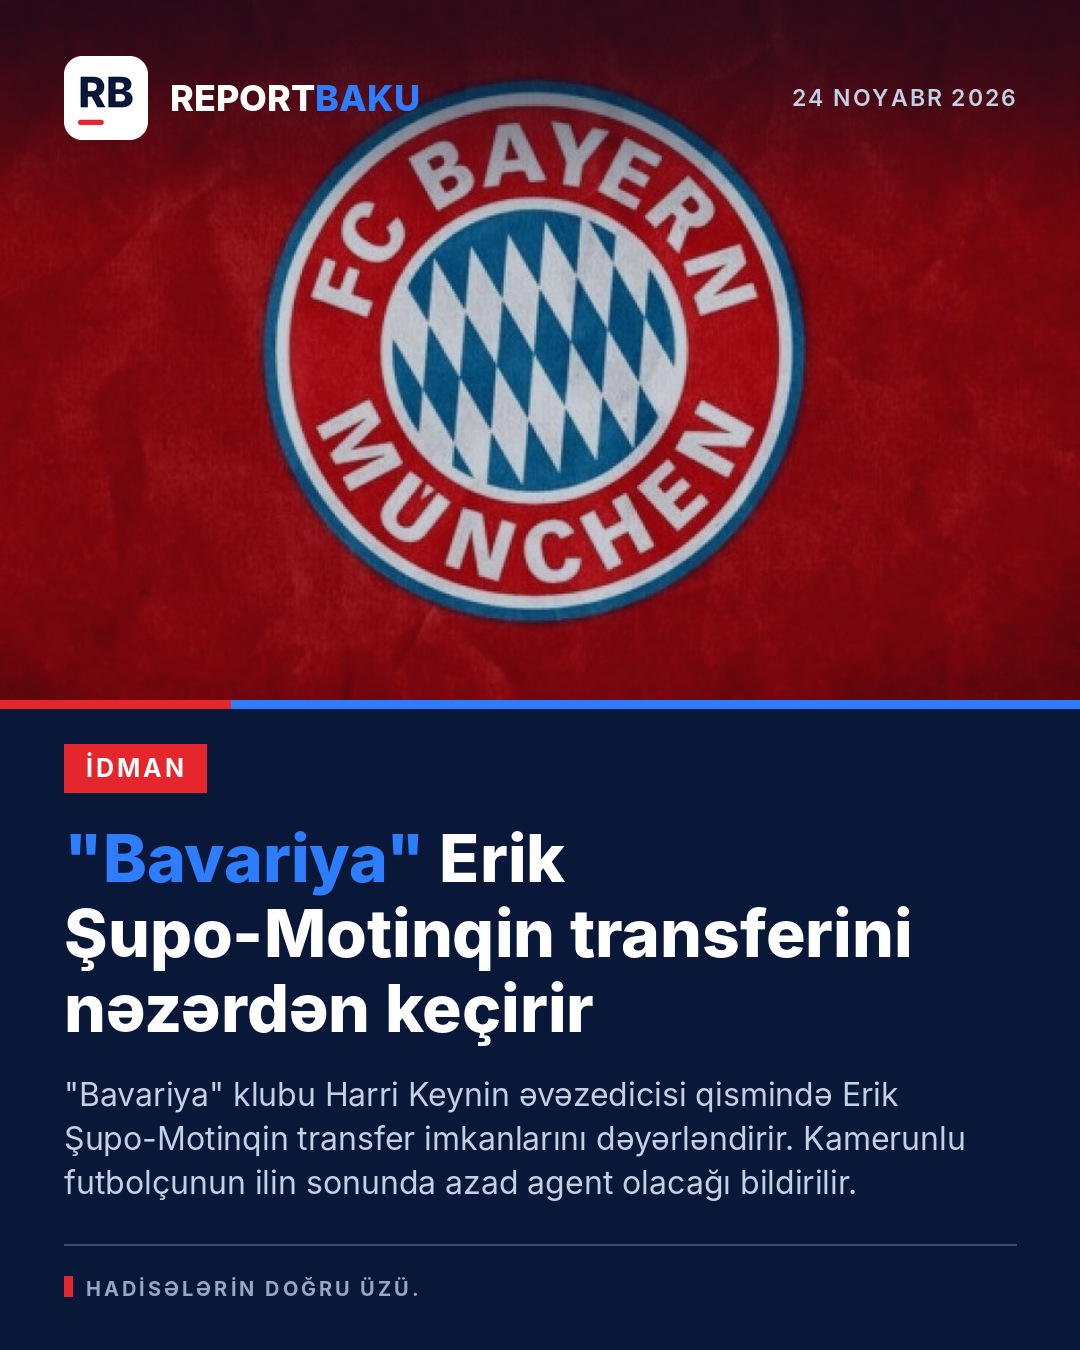 RB
REPORTBAKU
24 NOYABR 2026
FC BAYERN
MÜNCHEN
İDMAN
"Bavariya" Erik
Şupo-Motinqin transferini
nəzərdən keçirir
"Bavariya" klubu Harri Keynin əvəzedicisi qismində Erik
Şupo-Motinqin transfer imkanlarını dəyərləndirir. Kamerunlu
futbolçunun ilin sonunda azad agent olacağı bildirilir.
HADİSƏLƏRİN DOĞRU ÜZÜ.